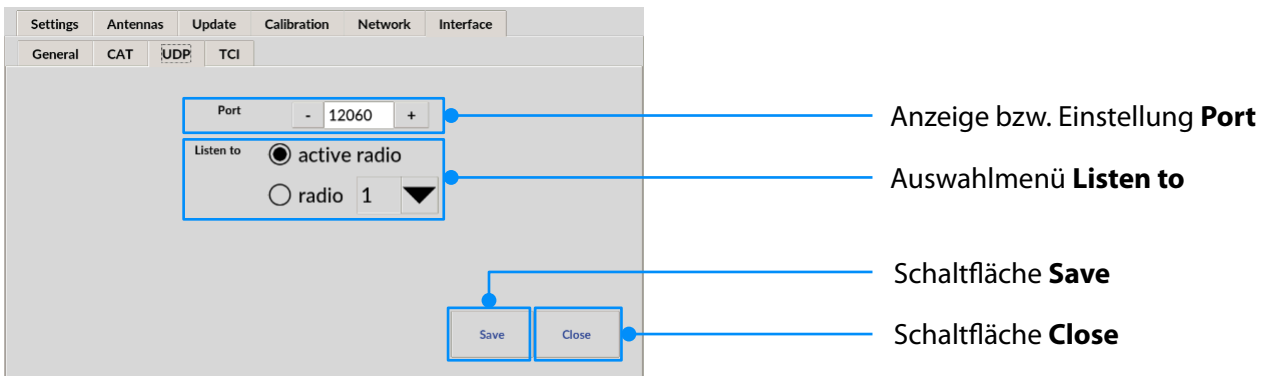 Settings Antennas Update Calibration Network Interface
General CAT UDP TCI
Port - 12060 +
Anzeige bzw. Einstellung Port
Listen to active radio
radio 1
Auswahlmenü Listen to
Schaltfläche Save
Save Close
Schaltfläche Close